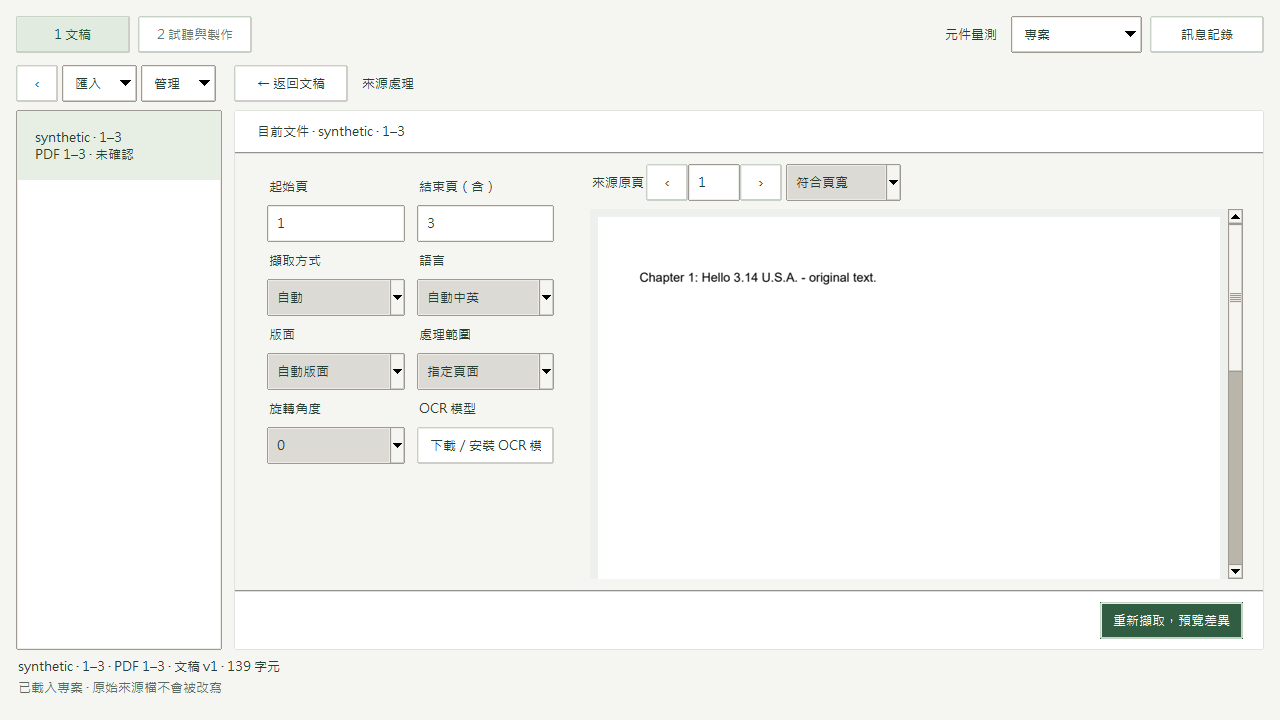 1 文稿
2 試聽與製作
元件量測
專案
訊息記錄
‹
匯入
管理
← 返回文稿
來源處理
synthetic · 1–3
PDF 1–3 · 未確認
目前文件 · synthetic · 1–3
起始頁
結束頁（含）
1
3
擷取方式
語言
自動
自動中英
版面
處理範圍
自動版面
指定頁面
旋轉角度
OCR 模型
0
下載 / 安裝 OCR 模
來源原頁
‹
1
›
符合頁寬
Chapter 1: Hello 3.14 U.S.A. - original text.
重新擷取，預覽差異
synthetic · 1–3 · PDF 1–3 · 文稿 v1 · 139 字元
已載入專案 · 原始來源檔不會被改寫